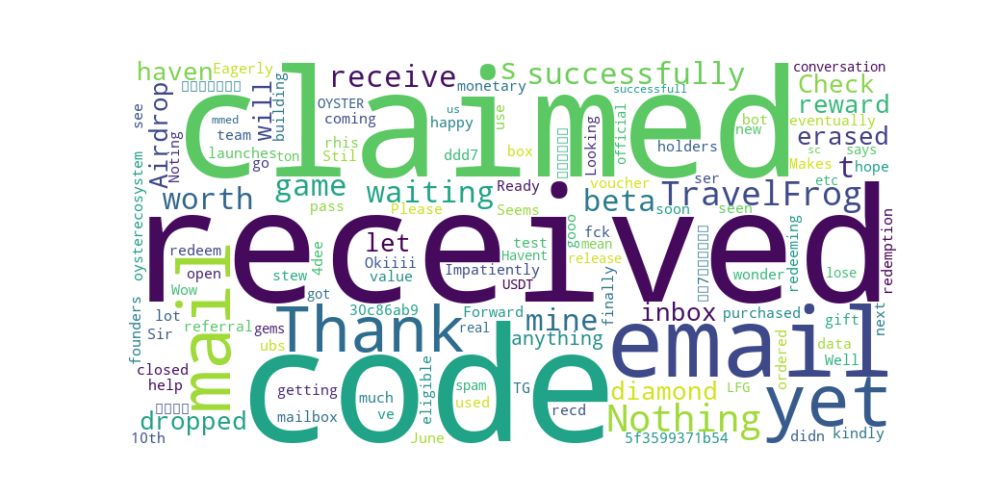 haven Eagerly
claimed
receive s successfully
conversation
Check
monetary
successfull
OYSTER
coming
us
happy
use
official
bot
new
eventually
reward
see
mmed
team
building
will
Airdrop
Noting
launches
ton
go
rhis
Stil
ddd7
box
Looking
holders
says
sc
hope
erased
t
Makes
etc
worth
game
waiting
Ready
voucher
ser
beta
TravelFrog
pass
Please
Seems
gooo
soon
seen
received
oysterecosystem
redeem
open
Wow
mail
let
Okiiii
value
stew
4dee
got
test
Havent
Impatiently
USDT
fck
mean
release
finally
wonder
redeeming
lose
redemption
founders
lot
Sir
referral
gems
ubs
30c86ab9
Thank
Forward
real
mine
anything
inbox
purchased
gift
data
Well
next
email
ordered
closed
help
code
getting
much
ve
mailbox
eligible
spam
used
TG
recd
diamond
LFG
yet
dropped
10th
June
Nothing
5f3599371b54
didn
kindly